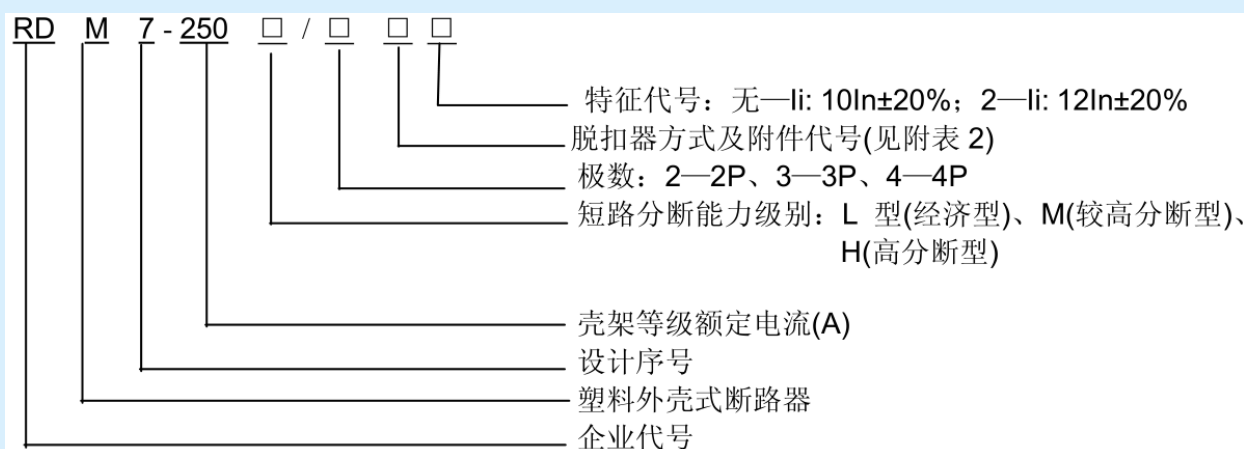 RD M 7 - 250 □ / □ □ □
特征代号：无—Ii: 10In±20%；2—Ii: 12In±20%
脱扣器方式及附件代号(见附表 2)
极数：2—2P、3—3P、4—4P
短路分断能力级别：L 型(经济型)、M(较高分断型)、
H(高分断型)
壳架等级额定电流(A)
设计序号
塑料外壳式断路器
企业代号